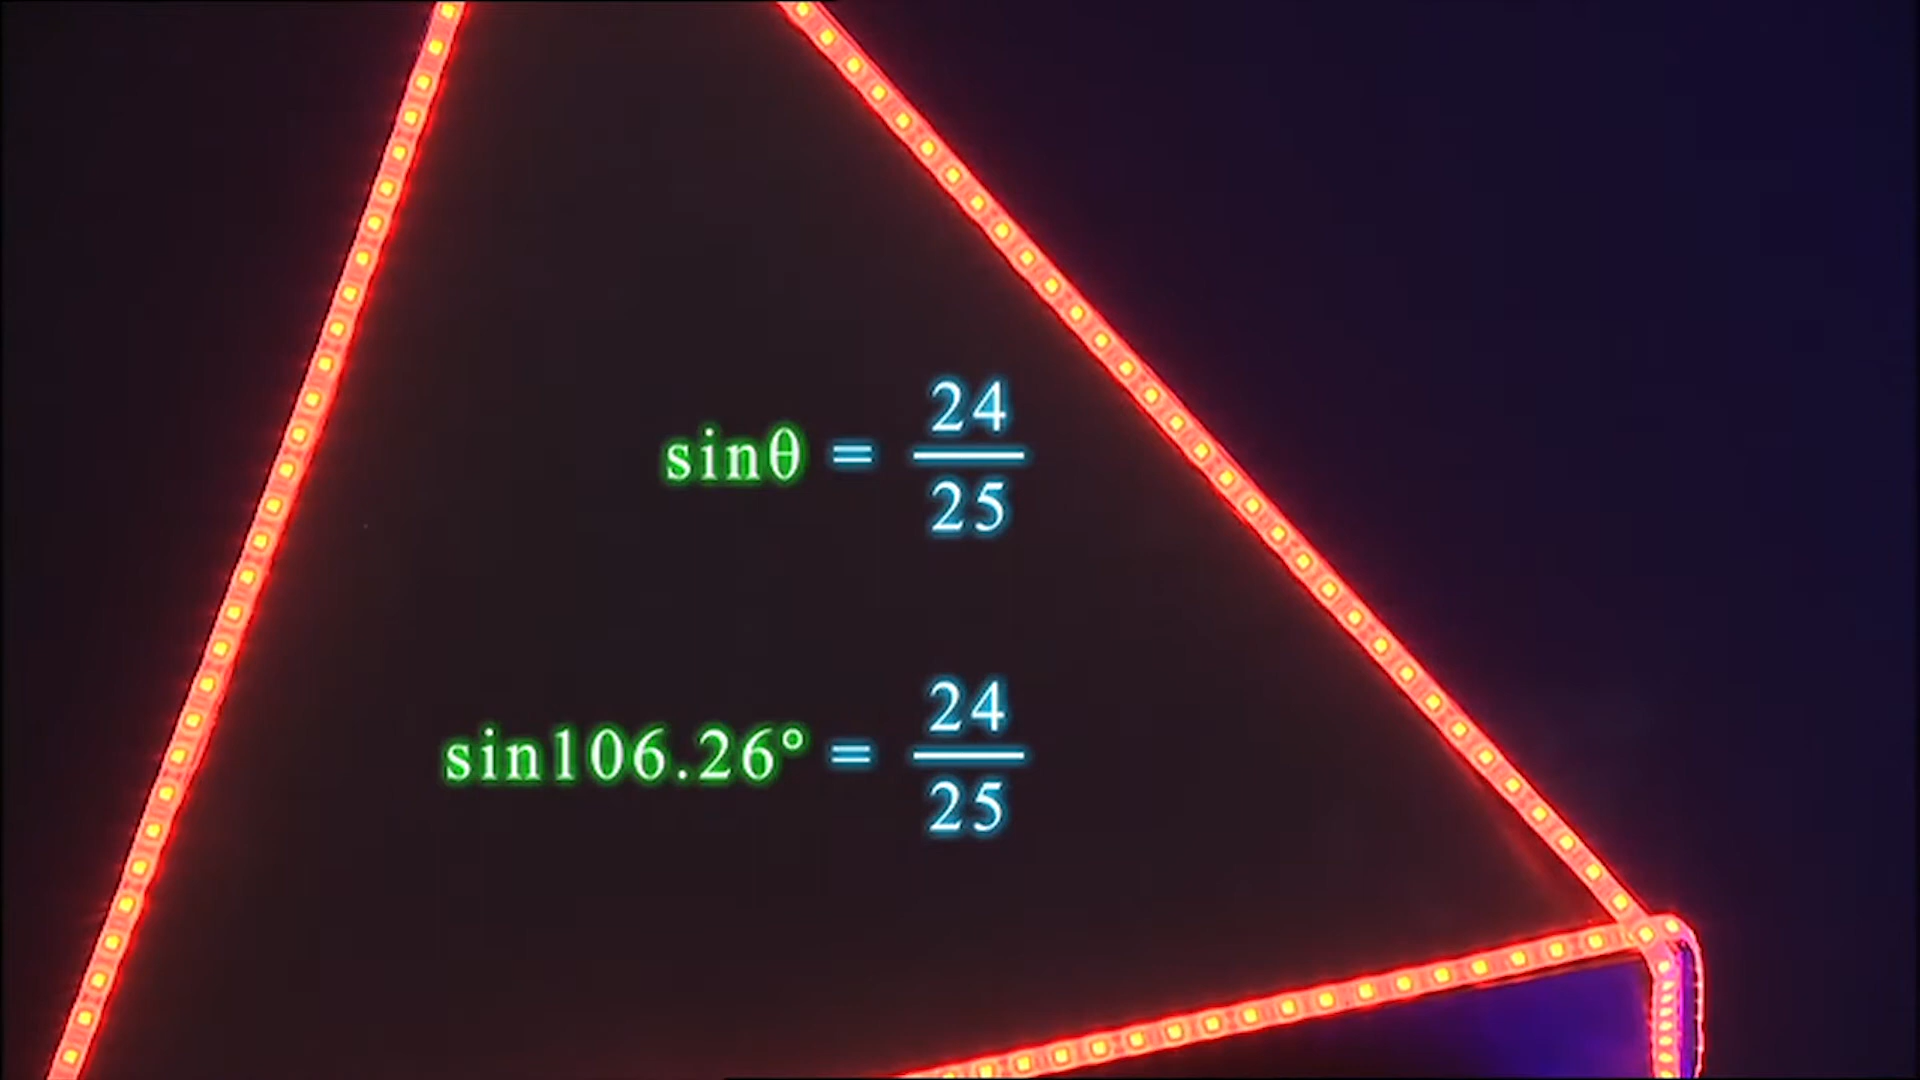 sinθ = 24/25
sin106.26° = 24/25